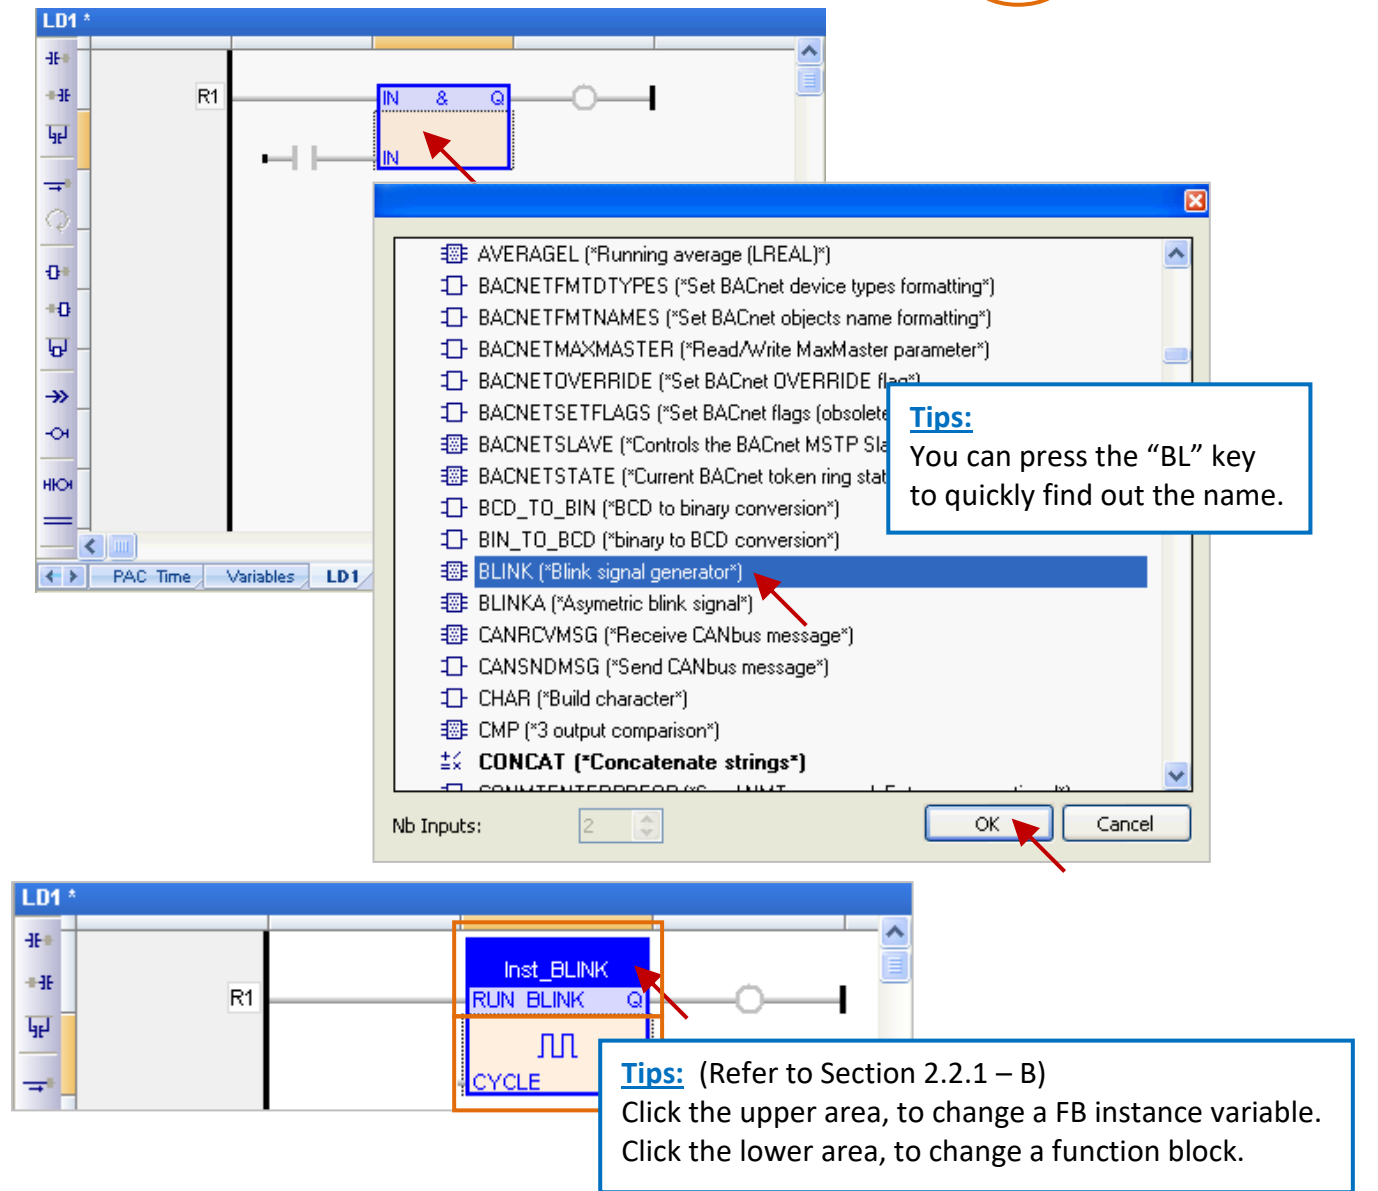 LD1 *
R1
IN & Q
IN
AVERAGEL (*Running average (LREAL)*)
BACNETFMTDTYPES (*Set BACnet device types formatting*)
BACNETFMTNAMES (*Set BACnet objects name formatting*)
BACNETMAXMASTER (*Read/Write MaxMaster parameter*)
BACNETOVERRIDE (*Set BACnet OVERRIDE flag*)
BACNETSETFLAGS (*Set BACnet flags (obsolete
BACNETSLAVE (*Controls the BACnet MSTP Sla
BACNETSTATE (*Current BACnet token ring stat
BCD_TO_BIN (*BCD to binary conversion*)
BIN_TO_BCD (*binary to BCD conversion*)
BLINK (*Blink signal generator*)
BLINKA (*Asymetric blink signal*)
CANRCVMSG (*Receive CANbus message*)
CANSNDMSG (*Send CANbus message*)
CHAR (*Build character*)
CMP (*3 output comparison*)
CONCAT (*Concatenate strings*)
Tips:
You can press the “BL” key
to quickly find out the name.
PAC Time Variables LD1
Nb Inputs: 2 OK Cancel
LD1 *
R1
Inst_BLINK
RUN BLINK Q
CYCLE
Tips: (Refer to Section 2.2.1 – B)
Click the upper area, to change a FB instance variable.
Click the lower area, to change a function block.